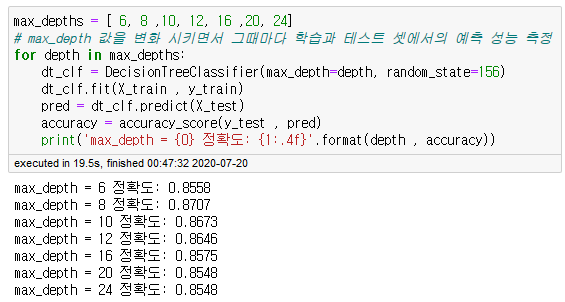 max_depths = [ 6, 8 ,10, 12, 16 ,20, 24]
# max_depth 값을 변화 시키면서 그때마다 학습과 테스트 셋에서의 예측 성능 측정
for depth in max_depths:
    dt_clf = DecisionTreeClassifier(max_depth=depth, random_state=156)
    dt_clf.fit(X_train , y_train)
    pred = dt_clf.predict(X_test)
    accuracy = accuracy_score(y_test , pred)
    print('max_depth = {0} 정확도: {1:.4f}'.format(depth , accuracy))
executed in 19.5s, finished 00:47:32 2020-07-20
max_depth = 6 정확도: 0.8558
max_depth = 8 정확도: 0.8707
max_depth = 10 정확도: 0.8673
max_depth = 12 정확도: 0.8646
max_depth = 16 정확도: 0.8575
max_depth = 20 정확도: 0.8548
max_depth = 24 정확도: 0.8548